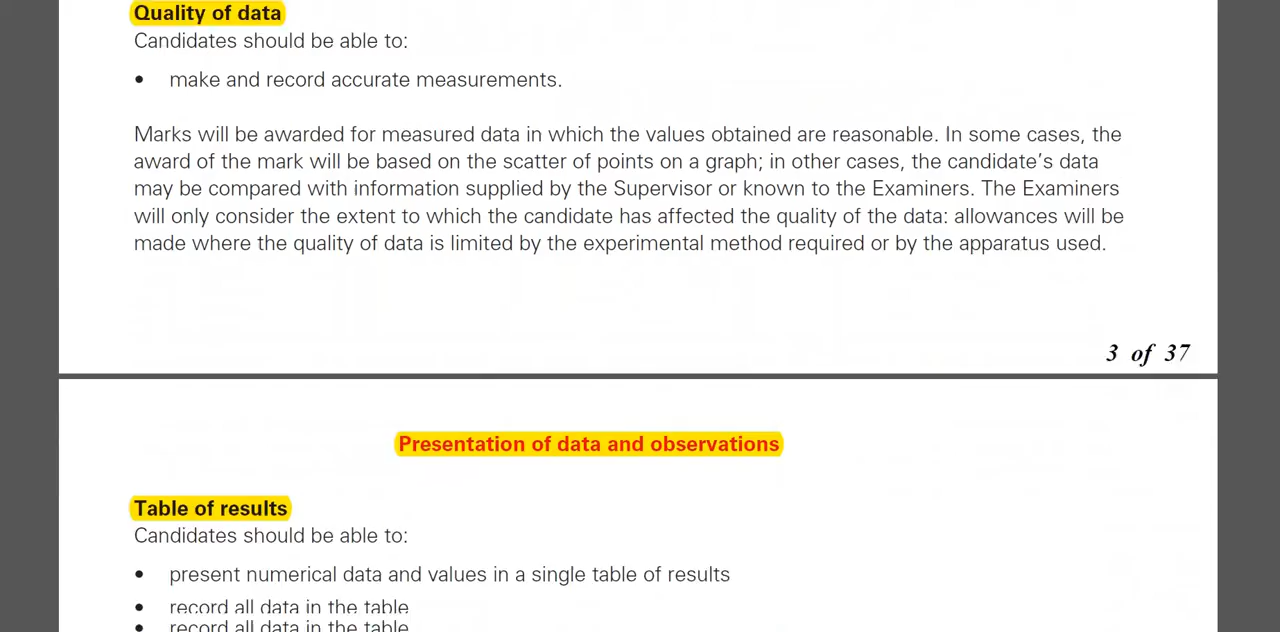 Quality of data
Candidates should be able to:
• make and record accurate measurements.
Marks will be awarded for measured data in which the values obtained are reasonable. In some cases, the
award of the mark will be based on the scatter of points on a graph; in other cases, the candidate's data
may be compared with information supplied by the Supervisor or known to the Examiners. The Examiners
will only consider the extent to which the candidate has affected the quality of the data: allowances will be
made where the quality of data is limited by the experimental method required or by the apparatus used.
3 of 37
Presentation of data and observations
Table of results
Candidates should be able to:
• present numerical data and values in a single table of results
• record all data in the table
• record all data in the table